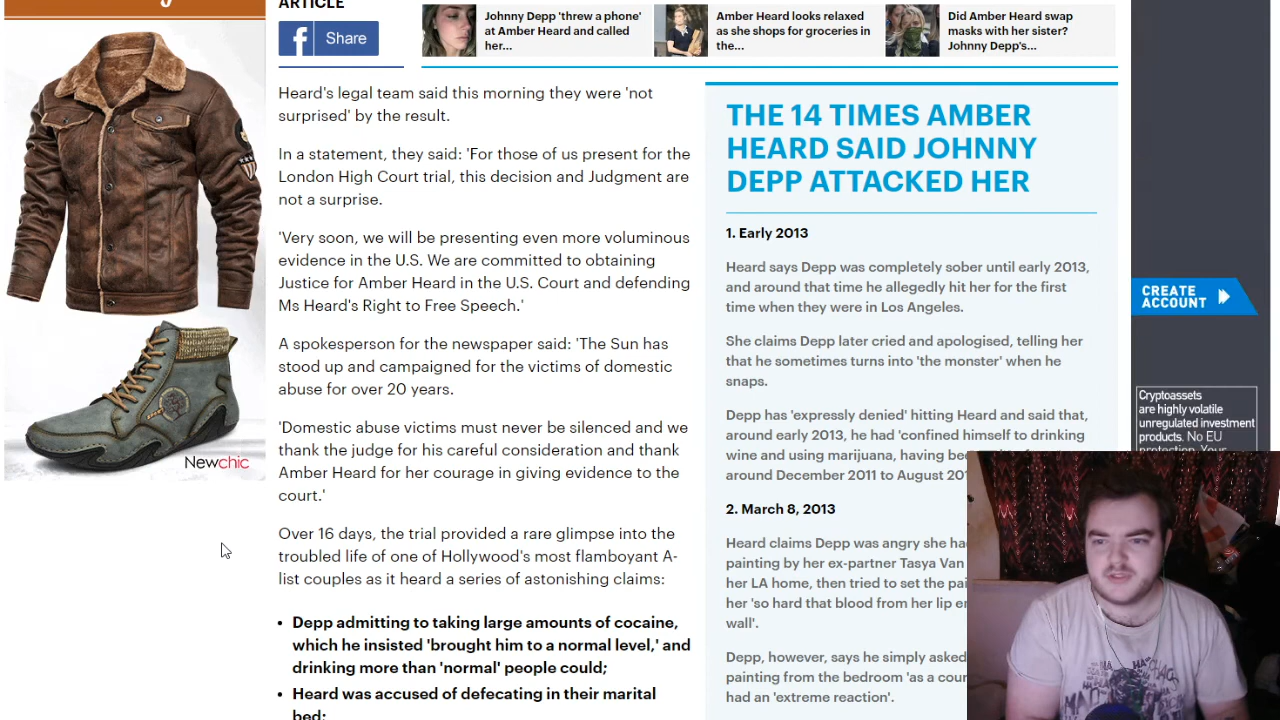 ARTICLE
Share
Johnny Depp 'threw a phone'
at Amber Heard and called
her...
Amber Heard looks relaxed
as she shops for groceries in
the...
Did Amber Heard swap
masks with her sister?
Johnny Depp's...
Heard's legal team said this morning they were 'not
surprised' by the result.
In a statement, they said: 'For those of us present for the
London High Court trial, this decision and Judgment are
not a surprise.
'Very soon, we will be presenting even more voluminous
evidence in the U.S. We are committed to obtaining
Justice for Amber Heard in the U.S. Court and defending
Ms Heard's Right to Free Speech.'
A spokesperson for the newspaper said: 'The Sun has
stood up and campaigned for the victims of domestic
abuse for over 20 years.
'Domestic abuse victims must never be silenced and we
thank the judge for his careful consideration and thank
Amber Heard for her courage in giving evidence to the
court.'
Over 16 days, the trial provided a rare glimpse into the
troubled life of one of Hollywood's most flamboyant A-
list couples as it heard a series of astonishing claims:
• Depp admitting to taking large amounts of cocaine,
which he insisted 'brought him to a normal level,' and
drinking more than 'normal' people could;
• Heard was accused of defecating in their marital
bed;
THE 14 TIMES AMBER
HEARD SAID JOHNNY
DEPP ATTACKED HER
1. Early 2013
Heard says Depp was completely sober until early 2013,
and around that time he allegedly hit her for the first
time when they were in Los Angeles.
She claims Depp later cried and apologised, telling her
that he sometimes turns into 'the monster' when he
snaps.
Depp has 'expressly denied' hitting Heard and said that,
around early 2013, he had 'confined himself to drinking
wine and using marijuana, having
around December 2011 to August
2. March 8, 2013
Heard claims Depp was angry she
painting by her ex-partner Tasya Van
her LA home, then tried to set the
her 'so hard that blood from her lip
wall'.
Depp, however, says he simply asked
painting from the bedroom 'as a
had an 'extreme reaction'.
Newchic
CREATE
ACCOUNT
Cryptoassets
are highly volatile
unregulated investment
products. No EU